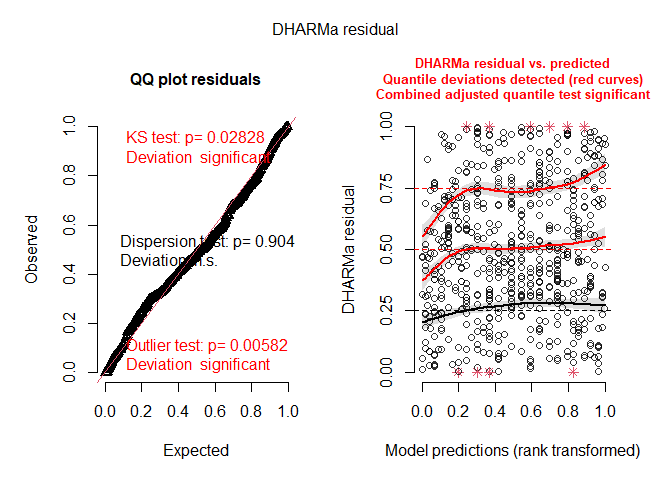 DHARMa residual
QQ plot residuals
KS test: p= 0.02828
Deviation significant
Dispersion test: p= 0.904
Deviation n.s.
Outlier test: p= 0.00582
Deviation significant
Observed
0.0 0.2 0.4 0.6 0.8 1.0
0.0 0.2 0.4 0.6 0.8 1.0
Expected
DHARMa residual vs. predicted
Quantile deviations detected (red curves)
Combined adjusted quantile test significant
DHARMa residual
0.00 0.25 0.50 0.75 1.00
0.0 0.2 0.4 0.6 0.8 1.0
Model predictions (rank transformed)